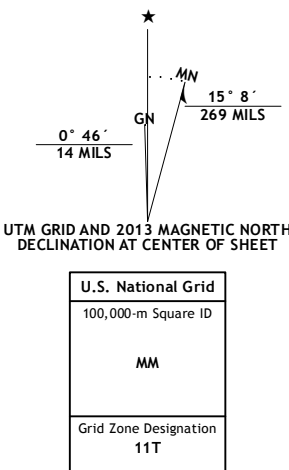 ★
MN
GN
15° 8´
269 MILS
0° 46´
14 MILS
UTM GRID AND 2013 MAGNETIC NORTH
DECLINATION AT CENTER OF SHEET
U.S. National Grid
100,000-m Square ID
MM
Grid Zone Designation
11T